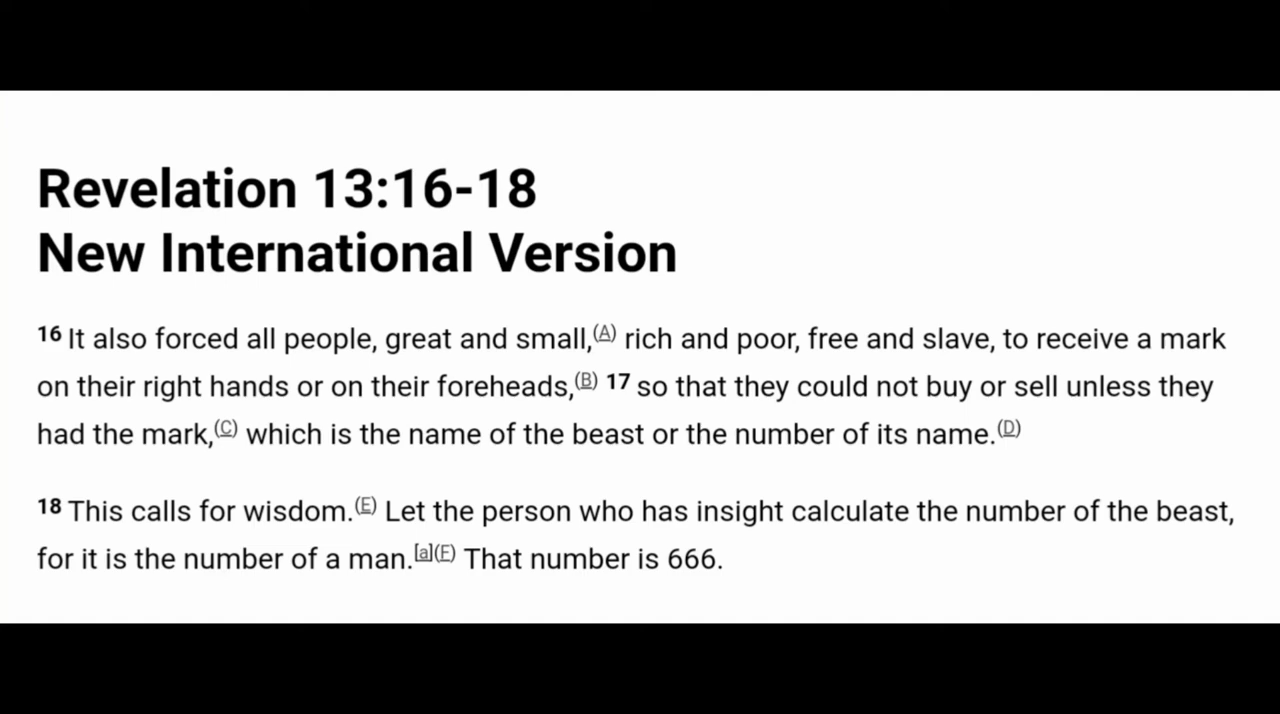 Revelation 13:16-18
New International Version
16 It also forced all people, great and small,(A) rich and poor, free and slave, to receive a mark
on their right hands or on their foreheads,(B) 17 so that they could not buy or sell unless they
had the mark,(C) which is the name of the beast or the number of its name.(D)
18 This calls for wisdom.(E) Let the person who has insight calculate the number of the beast,
for it is the number of a man.[a](F) That number is 666.